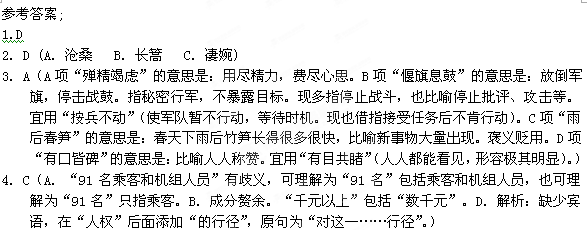 参考答案;
1.D
2. D (A. 沧桑  B. 长篙  C. 凄婉)
3. A（A 项“殚精竭虑”的意思是：用尽精力，费尽心思。B 项“偃旗息鼓”的意思是：放倒军
旗，停击战鼓。指秘密行军，不暴露目标。现多指停止战斗，也比喻停止批评、攻击等。
宜用“按兵不动”（使军队暂不行动，等待时机。现也借指接受任务后不肯行动）。C 项“雨
后春笋”的意思是：春天下雨后竹笋长得很多很快，比喻新事物大量出现。褒义贬用。D 项
“有口皆碑”的意思是：比喻人人称赞。宜用“有目共睹”（人人都能看见，形容极其明显）。）
4. C（A. “91 名乘客和机组人员”有歧义，可理解为“91 名”包括乘客和机组人员，也可理
解为“91 名”只指乘客。B. 成分赘余。“千元以上”包括“数千元”。D. 解析：缺少宾
语，在“人权”后面添加“的行径”，原句为“对这一……行径”。）